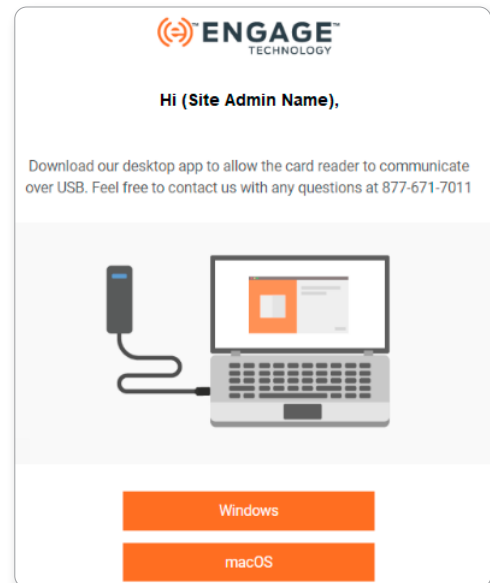 ENGAGE™
TECHNOLOGY
Hi (Site Admin Name),
Download our desktop app to allow the card reader to communicate
over USB. Feel free to contact us with any questions at 877-671-7011
Windows
macOS